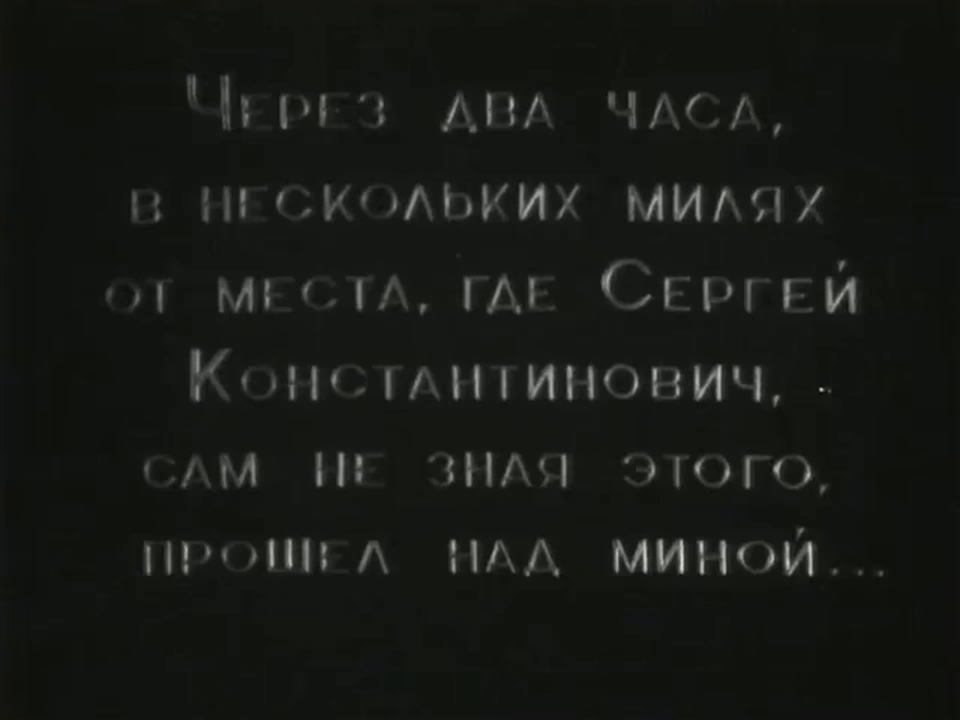 Через два часа,
в нескольких милях
от места, где Сергей
Константинович,
сам не зная этого,
прошел над миной...